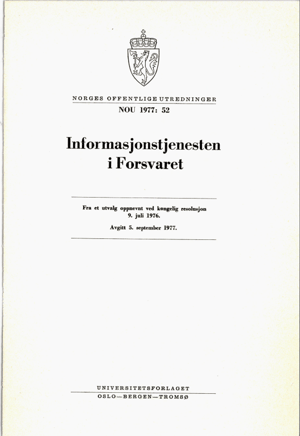 NORGES OFFENTLIGE UTREDNINGER
NOU 1977: 52
Informasjonstjenesten
i Forsvaret
Fra et utvalg oppnevnt ved kongelig resolusjon
9. juli 1976.
Avgitt 5. september 1977.
UNIVERSITETSFORLAGET
OSLO—BERGEN—TROMSØ